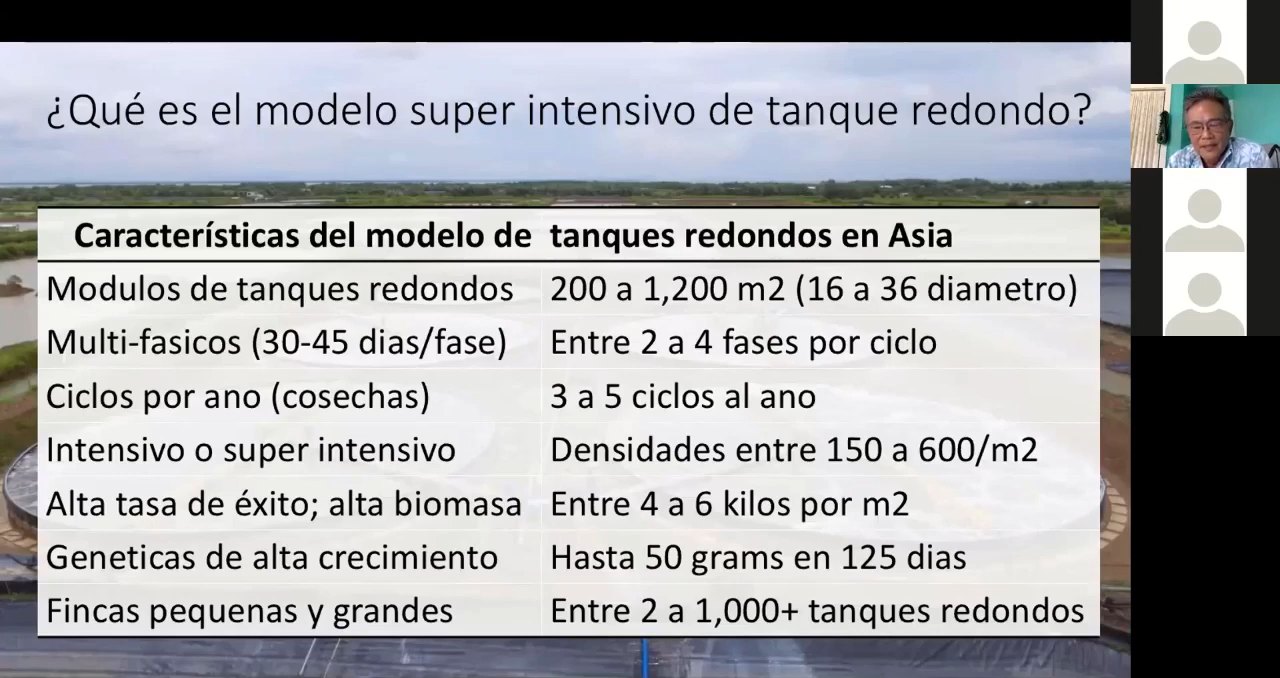 ¿Qué es el modelo super intensivo de tanque redondo?
Características del modelo de tanques redondos en Asia
Modulos de tanques redondos 200 a 1,200 m2 (16 a 36 diametro)
Multi-fasicos (30-45 dias/fase) Entre 2 a 4 fases por ciclo
Ciclos por ano (cosechas) 3 a 5 ciclos al ano
Intensivo o super intensivo Densidades entre 150 a 600/m2
Alta tasa de éxito; alta biomasa Entre 4 a 6 kilos por m2
Geneticas de alta crecimiento Hasta 50 grams en 125 dias
Fincas pequenas y grandes Entre 2 a 1,000+ tanques redondos